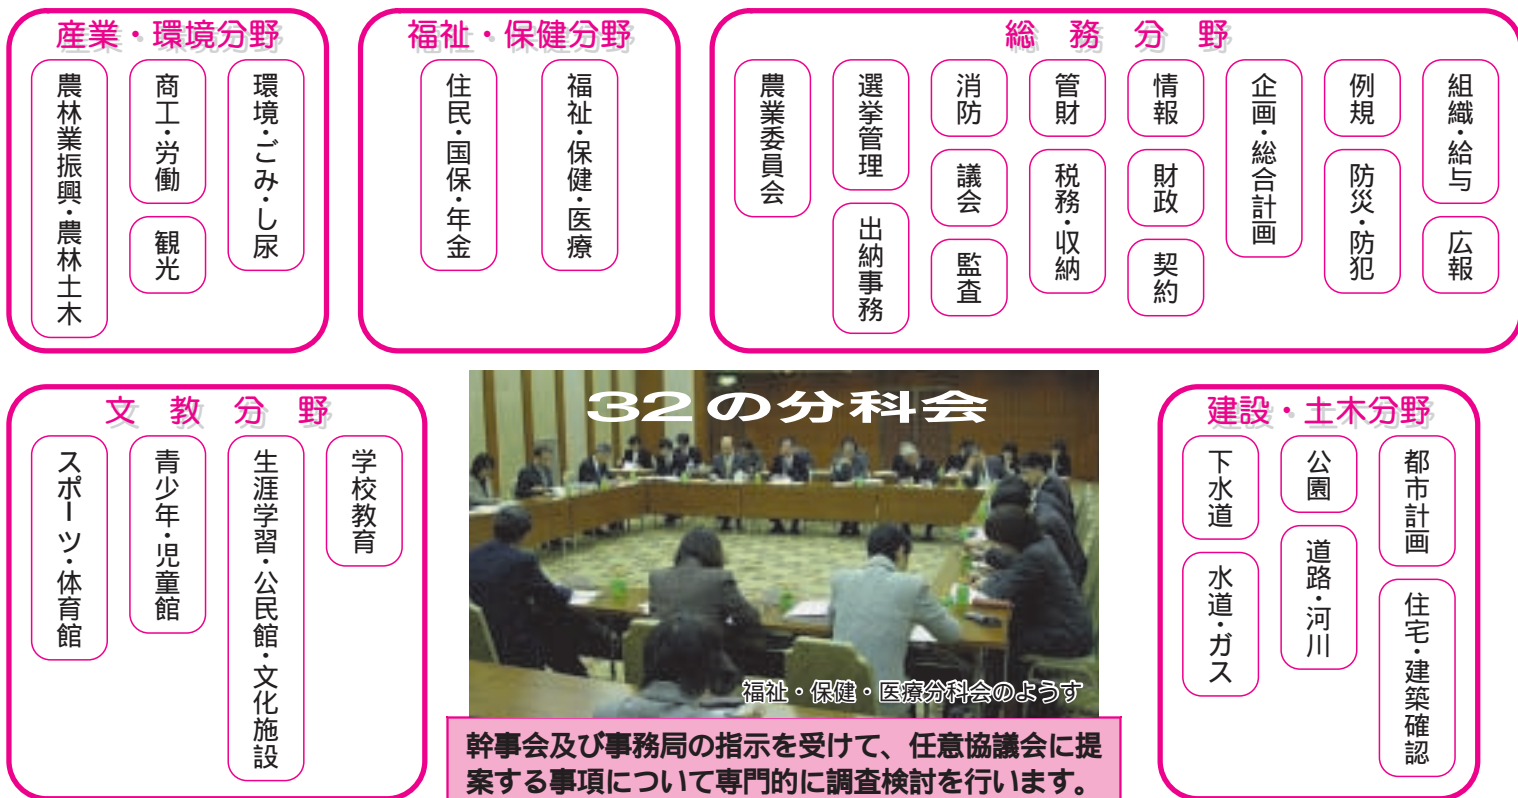 産業・環境分野
環境・ごみ・し尿
商工・労働
観光
農林業振興・農林土木
福祉・保健分野
福祉・保健・医療
住民・国保・年金
総務分野
組織・給与
広報
例規
防災・防犯
企画・総合計画
情報
財政
契約
管財
税務・収納
消防
議会
監査
選挙管理
出納事務
農業委員会
文教分野
学校教育
生涯学習・公民館・文化施設
青少年・児童館
スポーツ・体育館
32の分科会
福祉・保健・医療分科会のようす
幹事会及び事務局の指示を受けて、任意協議会に提
案する事項について専門的に調査検討を行います。
建設・土木分野
都市計画
住宅・建築確認
公園
道路・河川
下水道
水道・ガス